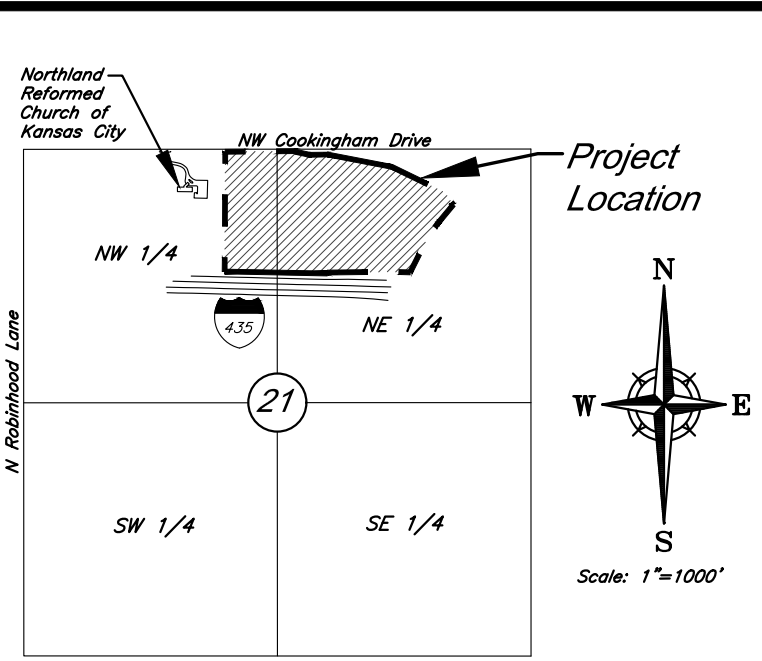 Northland
Reformed
Church of
Kansas City
NW Cookingham Drive
Project
Location
NW 1/4
435
NE 1/4
N Robinhood Lane
21
SW 1/4
SE 1/4
N
W
E
S
Scale: 1"=1000'